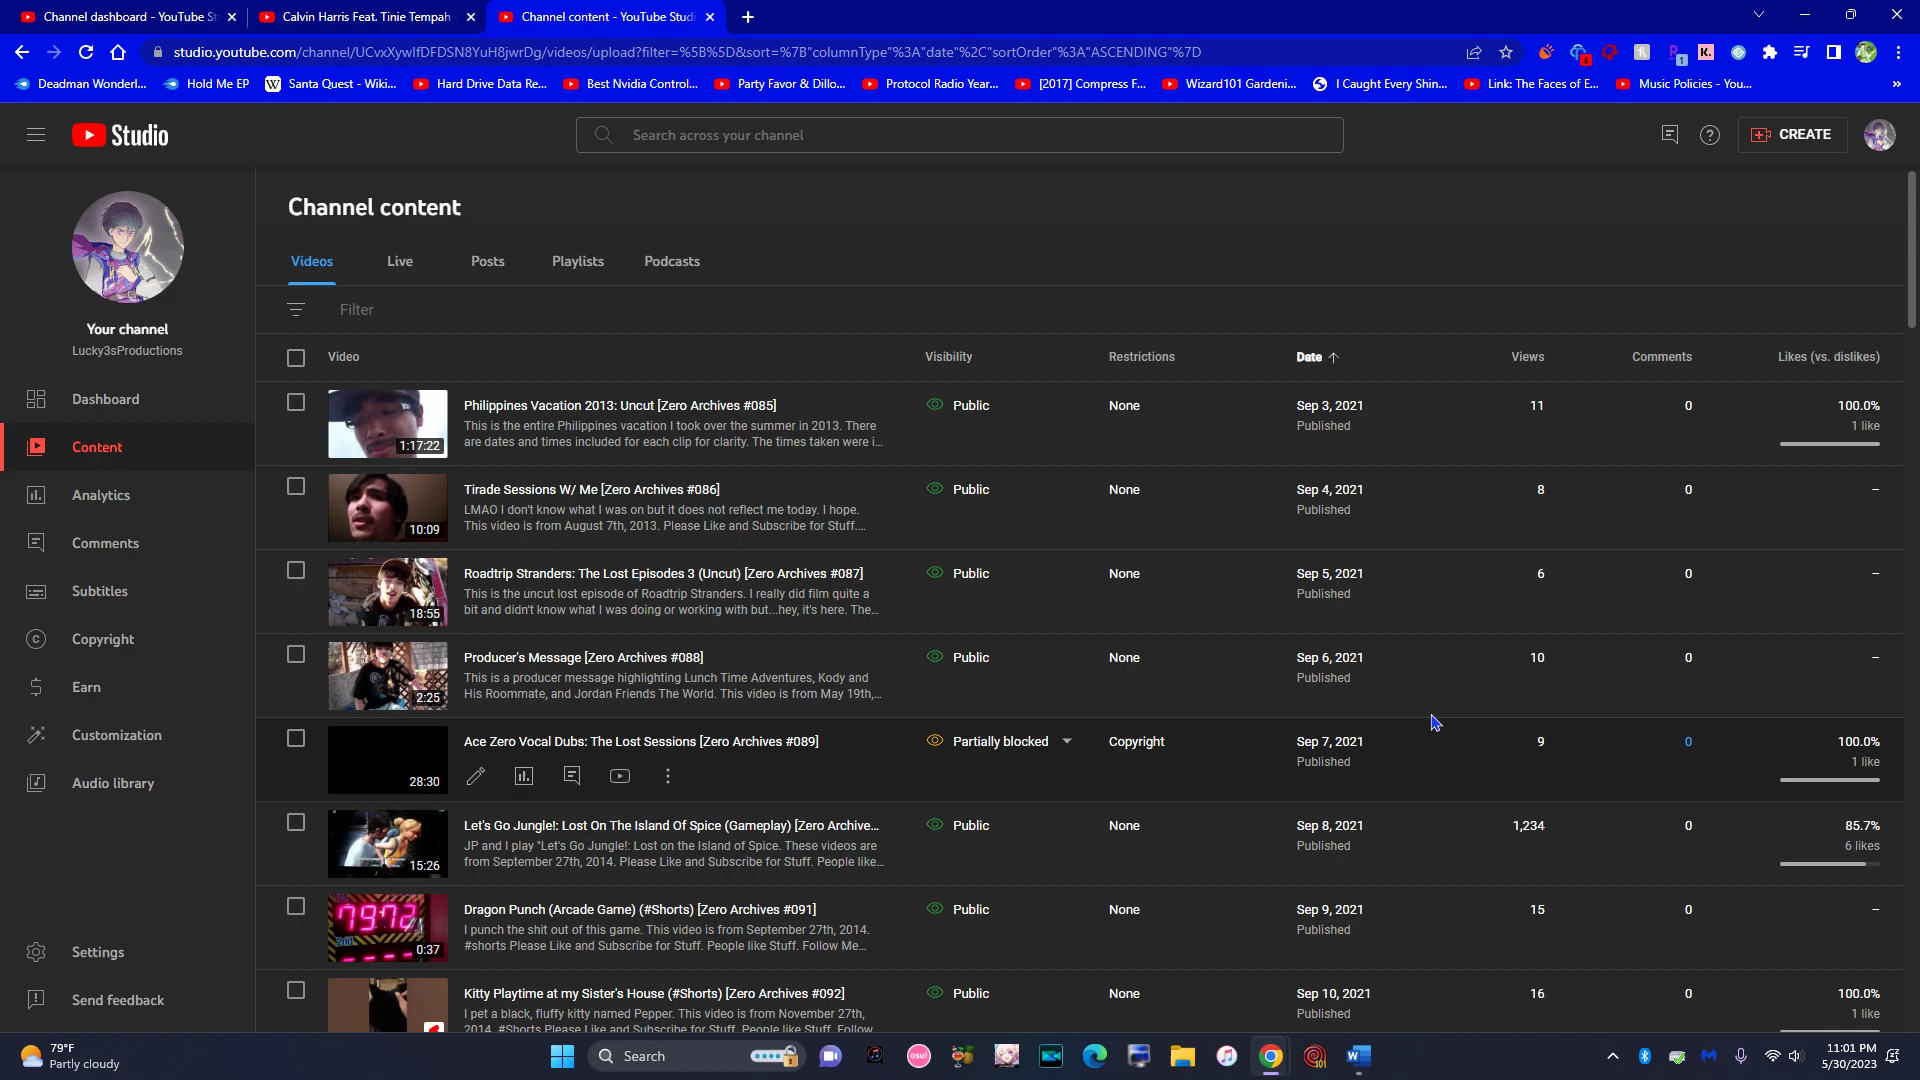 Channel dashboard - YouTube St
Calvin Harris Feat. Tinie Tempah -
Channel content - YouTube Studi
studio.youtube.com/channel/UCvxXywIfDFDSN8YuH8jwrDg/videos/upload?filter=%5B%5D&sort=%7B"columnType"%3A"date"%2C"sortOrder"%3A"ASCENDING"%7D
4
1
K.
Deadman Wonderl...
Hold Me EP
W Santa Quest - Wiki...
Hard Drive Data Re...
Best Nvidia Control...
Party Favor & Dillo...
Protocol Radio Year...
[2017] Compress F...
Wizard101 Gardeni...
I Caught Every Shin...
Link: The Faces of E...
Music Policies - You...
»
Studio
Search across your channel
CREATE
Your channel
Lucky3sProductions
Dashboard
Content
Analytics
Comments
Subtitles
Copyright
Earn
Customization
Audio library
Settings
Send feedback
Channel content
Videos Live Posts Playlists Podcasts
Filter
Video Visibility Restrictions Date Views Comments Likes (vs. dislikes)
Philippines Vacation 2013: Uncut [Zero Archives #085] Public None Sep 3, 2021 11 0 100.0%
This is the entire Philippines vacation I took over the summer in 2013. There Published 1 like
are dates and times included for each clip for clarity. The times taken were i...
1:17:22
Tirade Sessions W/ Me [Zero Archives #086] Public None Sep 4, 2021 8 0 –
LMAO I don't know what I was on but it does not reflect me today. I hope. Published
This video is from August 7th, 2013. Please Like and Subscribe for Stuff....
10:09
Roadtrip Stranders: The Lost Episodes 3 (Uncut) [Zero Archives #087] Public None Sep 5, 2021 6 0 –
This is the uncut lost episode of Roadtrip Stranders. I really did film quite a Published
bit and didn't know what I was doing or working with but...hey, it's here. The...
18:55
Producer's Message [Zero Archives #088] Public None Sep 6, 2021 10 0 –
This is a producer message highlighting Lunch Time Adventures, Kody and Published
His Roommate, and Jordan Friends The World. This video is from May 19th,...
2:25
Ace Zero Vocal Dubs: The Lost Sessions [Zero Archives #089] Partially blocked Copyright Sep 7, 2021 9 0 100.0%
Published 1 like
28:30
Let's Go Jungle!: Lost On The Island Of Spice (Gameplay) [Zero Archive... Public None Sep 8, 2021 1,234 0 85.7%
JP and I play "Let's Go Jungle!: Lost on the Island of Spice. These videos are Published 6 likes
from September 27th, 2014. Please Like and Subscribe for Stuff. People like...
15:26
Dragon Punch (Arcade Game) (#Shorts) [Zero Archives #091] Public None Sep 9, 2021 15 0 –
I punch the shit out of this game. This video is from September 27th, 2014. Published
#shorts Please Like and Subscribe for Stuff. People like Stuff. Follow Me...
7972
0:37
Kitty Playtime at my Sister's House (#Shorts) [Zero Archives #092] Public None Sep 10, 2021 16 0 100.0%
I pet a black, fluffy kitty named Pepper. This video is from November 27th, Published 1 like
2014. #Shorts Please Like and Subscribe for Stuff. People like Stuff. Follow
79°F
Partly cloudy
Search
osu!
101
11:01 PM
5/30/2023